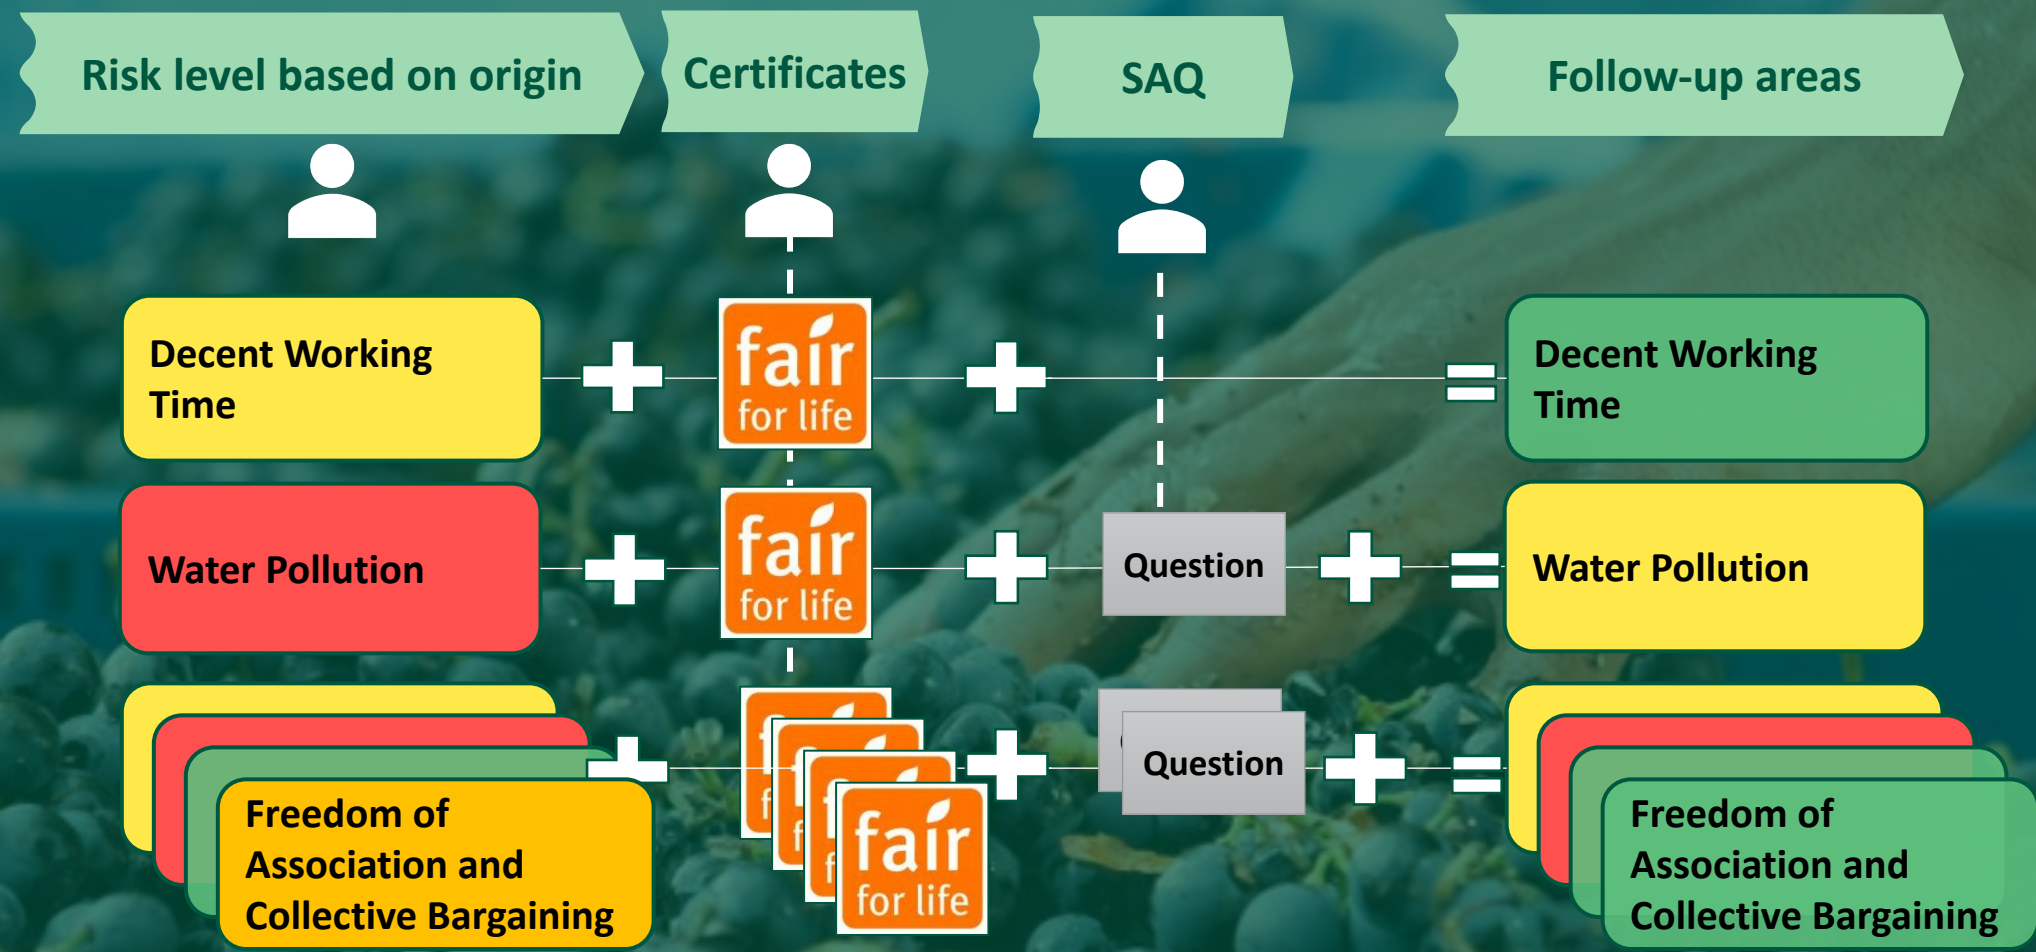 Risk level based on origin
Certificates
SAQ
Follow-up areas
Decent Working
Time
fair
for life
Decent Working
Time
Water Pollution
fair
for life
Question
Water Pollution
Freedom of
Association and
Collective Bargaining
fair
for life
Question
Freedom of
Association and
Collective Bargaining